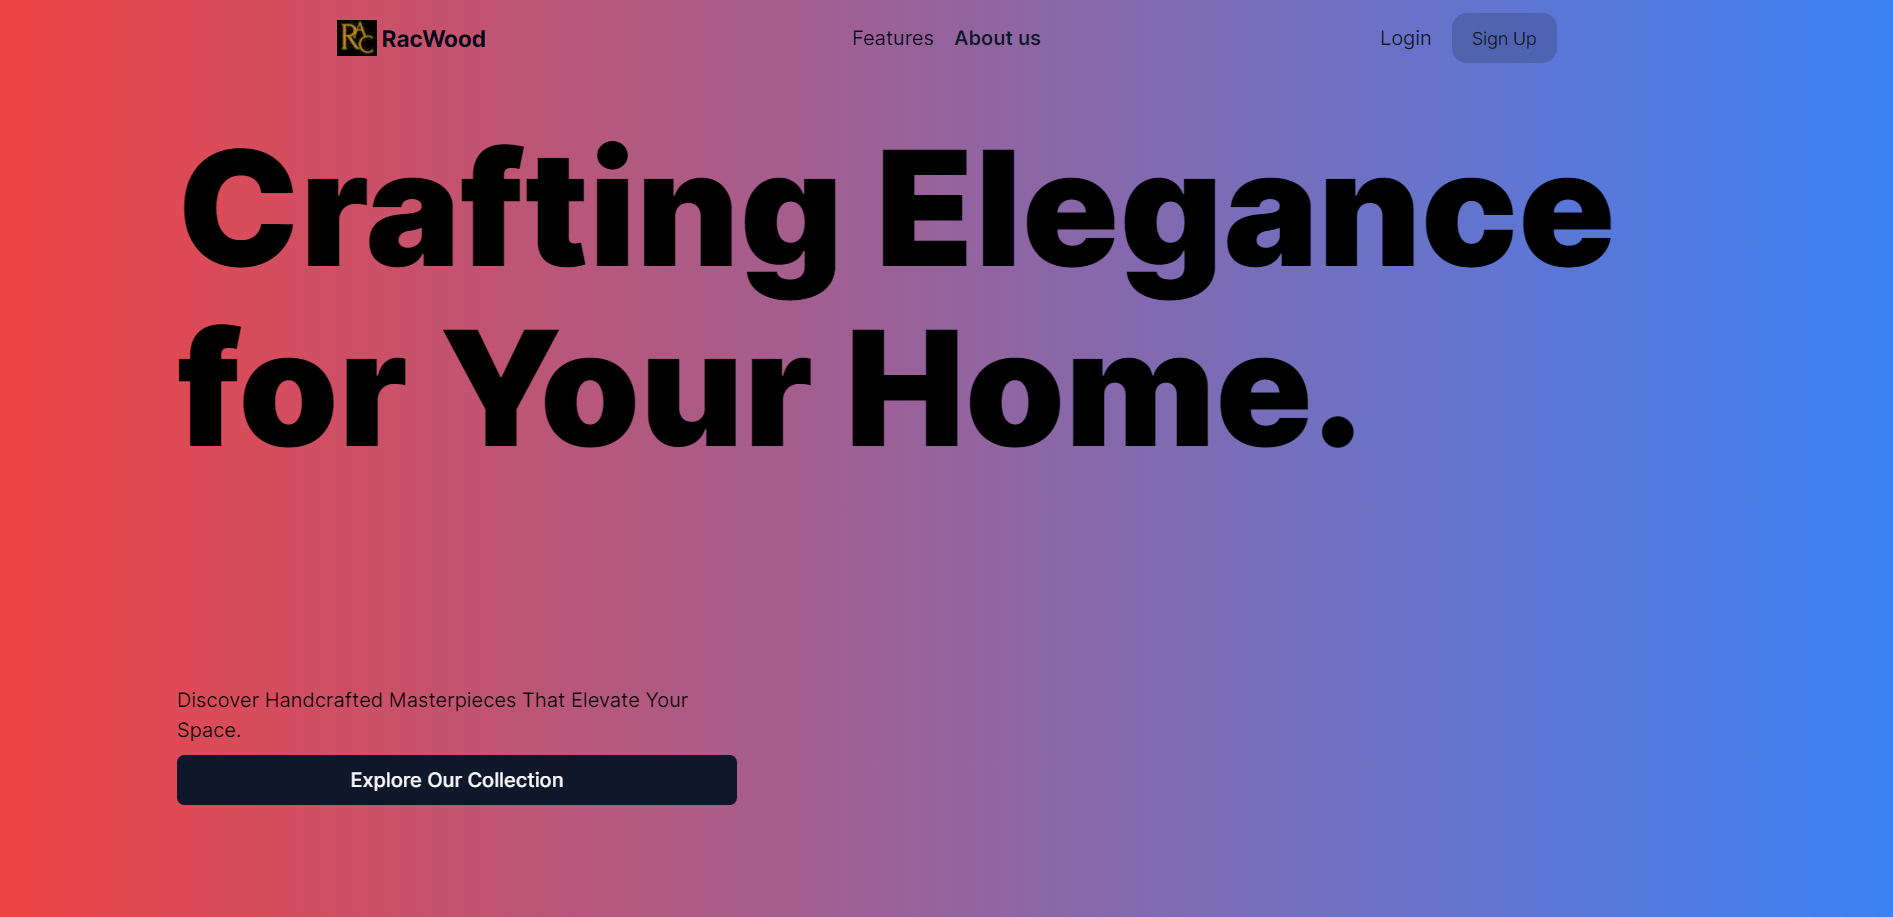 RAC RacWood Features About us Login Sign Up
Crafting Elegance
for Your Home.
Discover Handcrafted Masterpieces That Elevate Your
Space.
Explore Our Collection